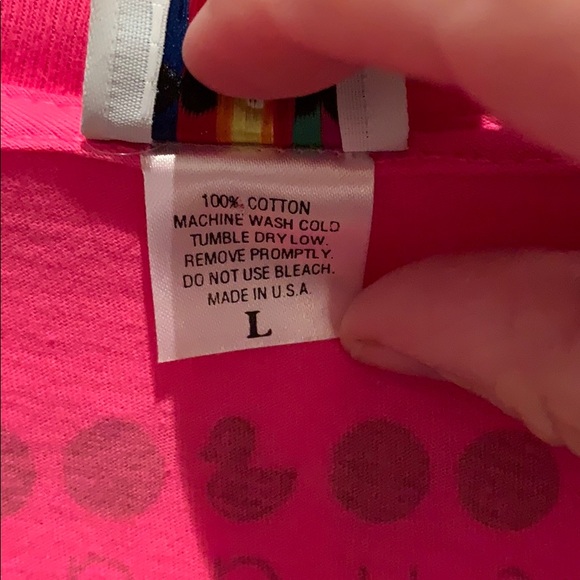 100% COTTON
MACHINE WASH COLD
TUMBLE DRY LOW.
REMOVE PROMPTLY.
DO NOT USE BLEACH.
MADE IN U.S.A.
L